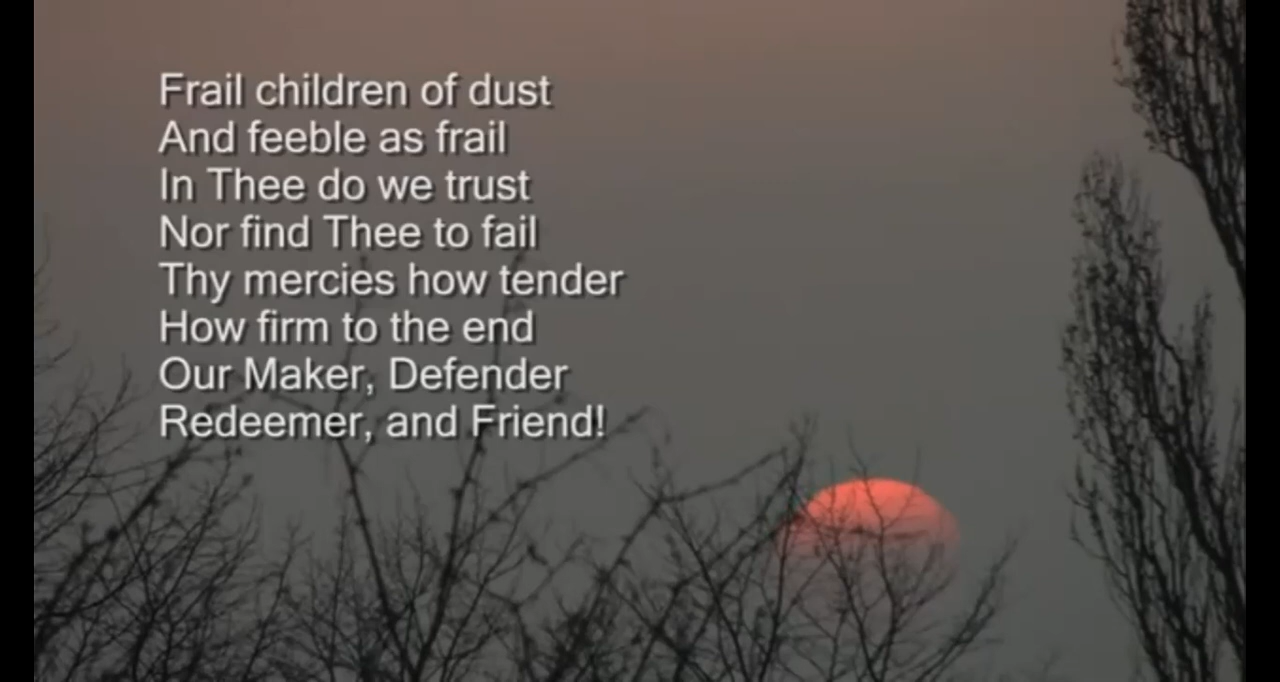 Frail children of dust
And feeble as frail
In Thee do we trust
Nor find Thee to fail
Thy mercies how tender
How firm to the end
Our Maker, Defender
Redeemer, and Friend!